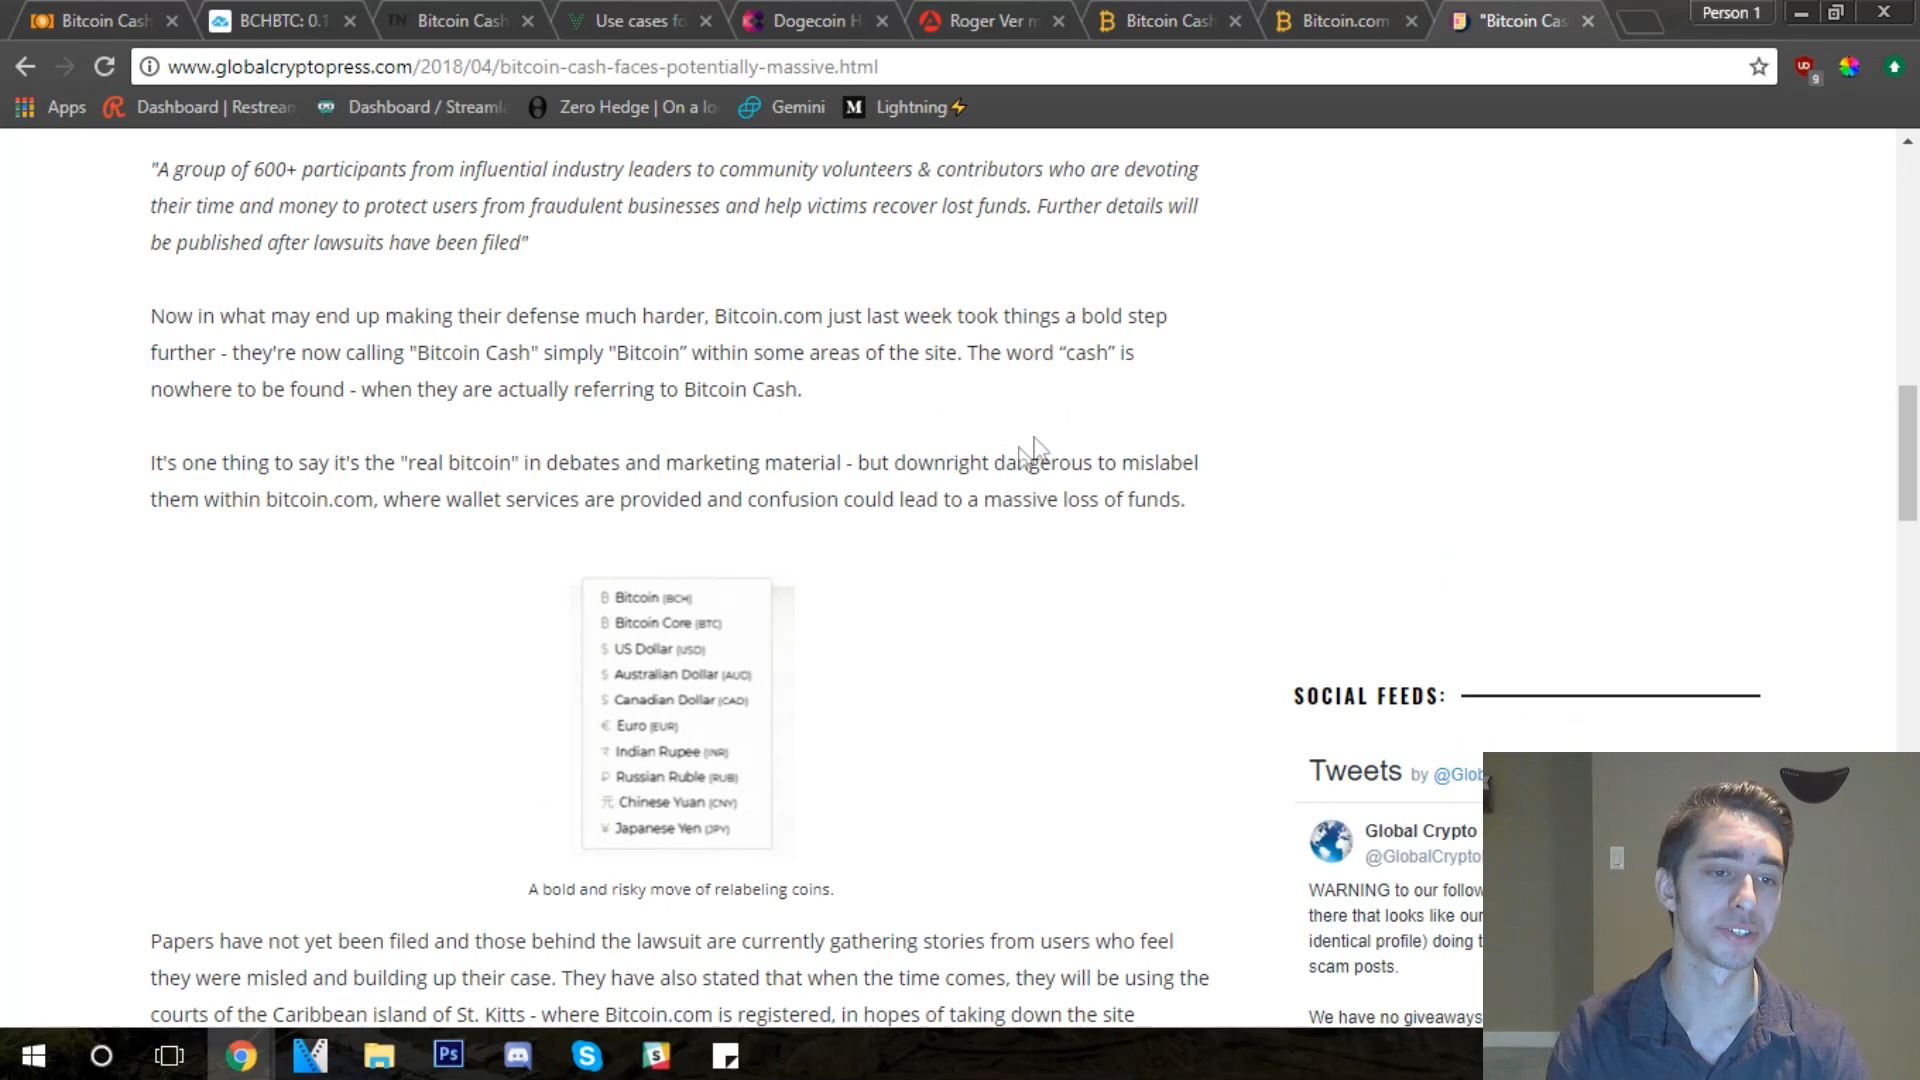 Bitcoin Cash
BCHBTC: 0.1
TN Bitcoin Cash
Use cases fo
Dogecoin H
Roger Ver m
Bitcoin Cash
Bitcoin.com
"Bitcoin Cas
Person 1
www.globalcryptopress.com/2018/04/bitcoin-cash-faces-potentially-massive.html
9
Apps
Dashboard | Restrean
Dashboard / Streamla
Zero Hedge | On a lo
Gemini
Lightning⚡
"A group of 600+ participants from influential industry leaders to community volunteers & contributors who are devoting
their time and money to protect users from fraudulent businesses and help victims recover lost funds. Further details will
be published after lawsuits have been filed"
Now in what may end up making their defense much harder, Bitcoin.com just last week took things a bold step
further - they're now calling "Bitcoin Cash" simply "Bitcoin” within some areas of the site. The word “cash” is
nowhere to be found - when they are actually referring to Bitcoin Cash.
It's one thing to say it's the "real bitcoin" in debates and marketing material - but downright dangerous to mislabel
them within bitcoin.com, where wallet services are provided and confusion could lead to a massive loss of funds.
Bitcoin (BCH)
Bitcoin Core (BTC)
US Dollar (USD)
Australian Dollar (AUD)
Canadian Dollar (CAD)
€ Euro (EUR)
Indian Rupee (INR)
Russian Ruble (RUB)
元 Chinese Yuan (CNY)
¥ Japanese Yen (JPY)
A bold and risky move of relabeling coins.
Papers have not yet been filed and those behind the lawsuit are currently gathering stories from users who feel
they were misled and building up their case. They have also stated that when the time comes, they will be using the
courts of the Caribbean island of St. Kitts - where Bitcoin.com is registered, in hopes of taking down the site
SOCIAL FEEDS:
Tweets by @Glob
Global Crypto
@GlobalCrypto
WARNING to our follow
there that looks like our
identical profile) doing t
scam posts.
We have no giveaways
Ps